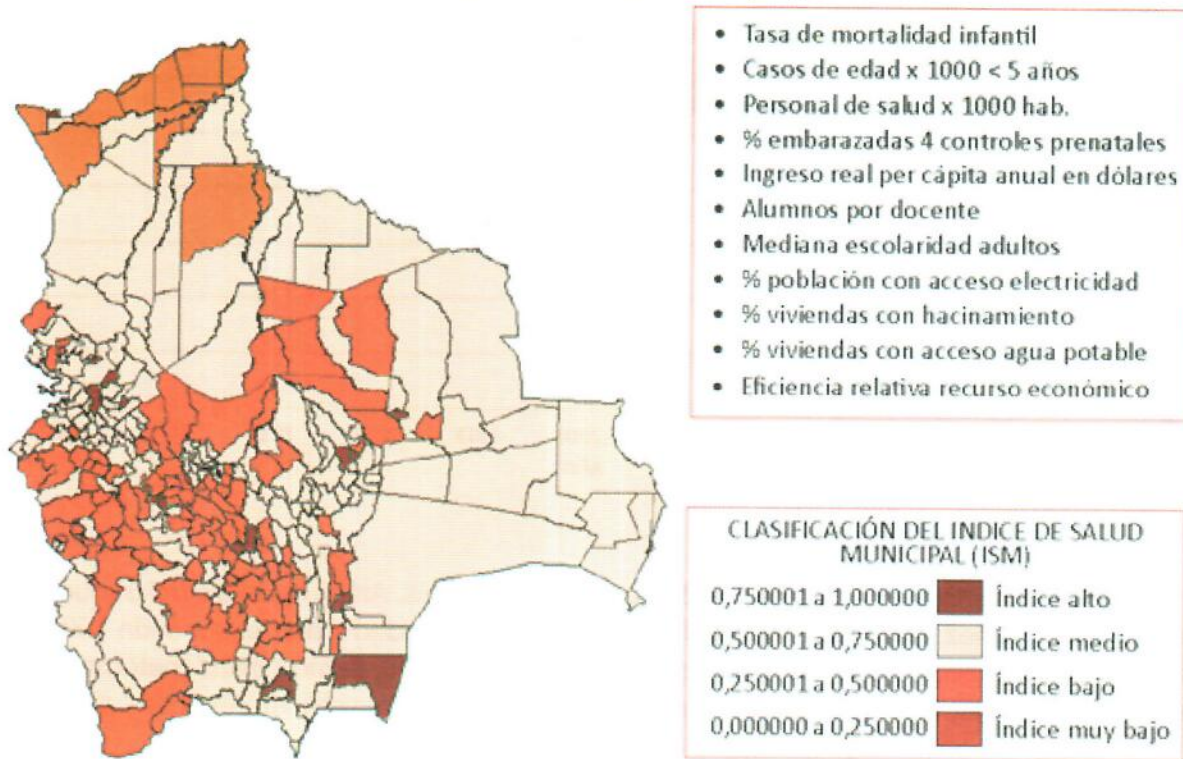 • Tasa de mortalidad infantil
• Casos de edad x 1000 < 5 años
• Personal de salud x 1000 hab.
• % embarazadas 4 controles prenatales
• Ingreso real per cápita anual en dólares
• Alumnos por docente
• Mediana escolaridad adultos
• % población con acceso electricidad
• % viviendas con hacinamiento
• % viviendas con acceso agua potable
• Eficiencia relativa recurso económico
CLASIFICACIÓN DEL INDICE DE SALUD
MUNICIPAL (ISM)
0,750001 a 1,000000 Índice alto
0,500001 a 0,750000 Índice medio
0,250001 a 0,500000 Índice bajo
0,000000 a 0,250000 Índice muy bajo